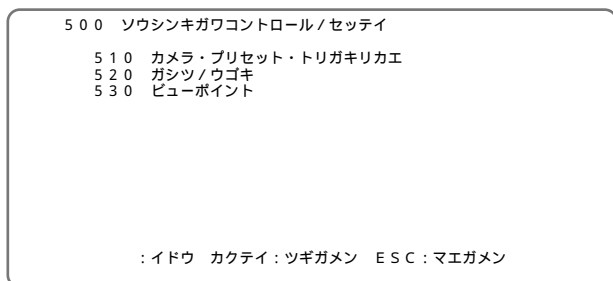 ５００　ソウシンキガワコントロール／セッテイ
５１０　カメラ・プリセット・トリガキリカエ
５２０　ガシツ／ウゴキ
５３０　ビューポイント
：イドウ　カクテイ：ツギガメン　ＥＳＣ：マエガメン